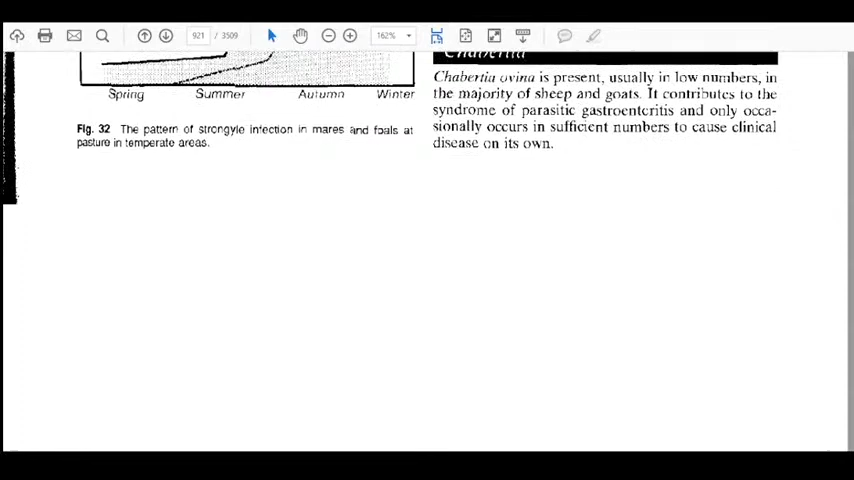 921 / 3509
162%
Spring Summer Autumn Winter
Fig. 32 The pattern of strongyle infection in mares and foals at
pasture in temperate areas.
Chabertia
Chabertia ovina is present, usually in low numbers, in
the majority of sheep and goats. It contributes to the
syndrome of parasitic gastroenteritis and only occa-
sionally occurs in sufficient numbers to cause clinical
disease on its own.